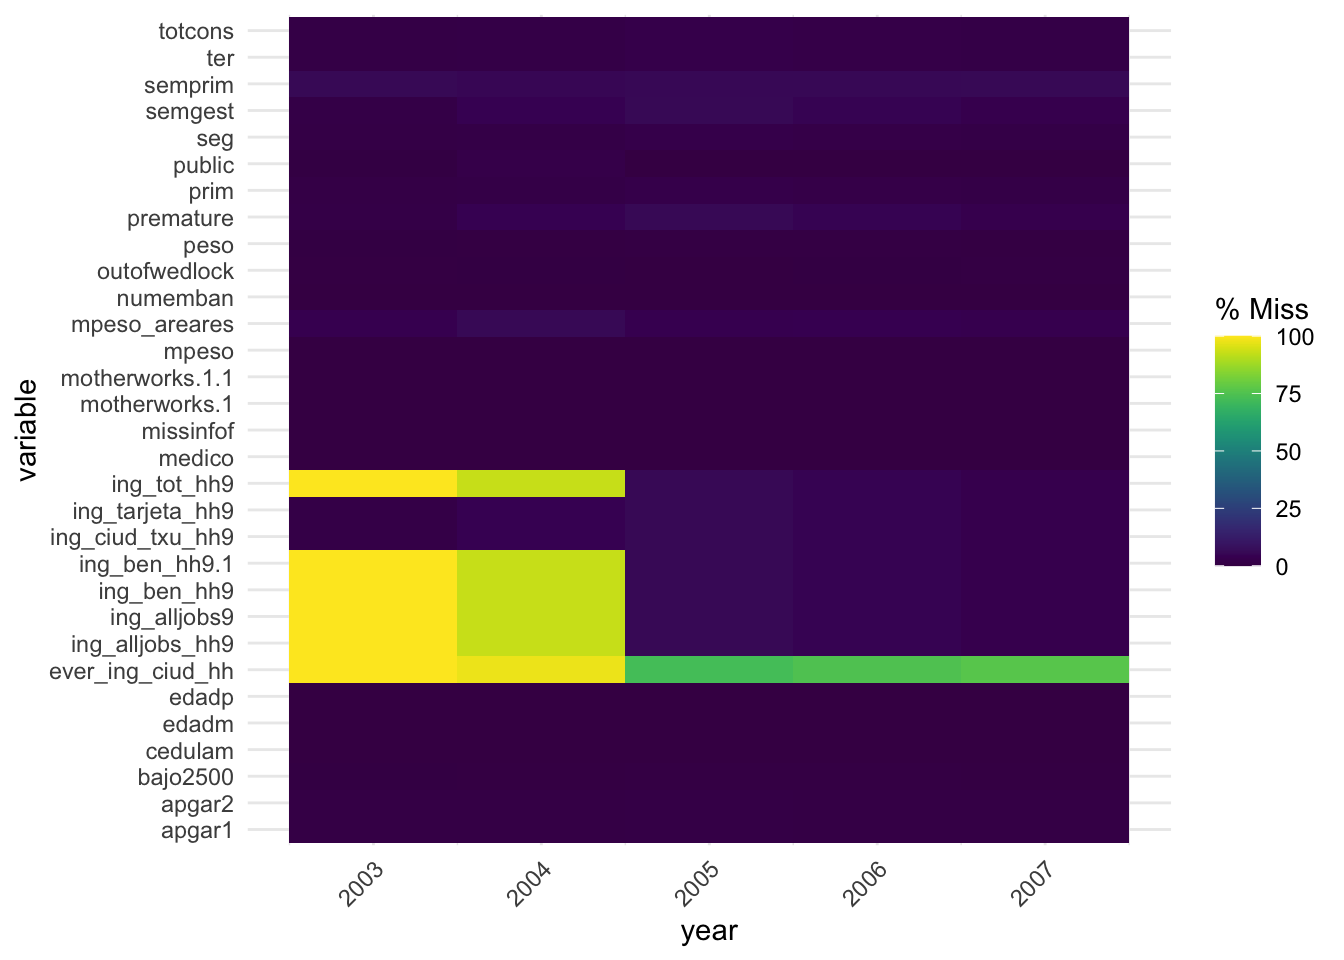 totcons
ter
semprim
semgest
seg
public
prim
premature
peso
outofwedlock
numemban
mpeso_areares
mpeso
motherworks.1.1
motherworks.1
missinfof
medico
ing_tot_hh9
ing_tarjeta_hh9
ing_ciud_txu_hh9
ing_ben_hh9.1
ing_ben_hh9
ing_alljobs9
ing_alljobs_hh9
ever_ing_ciud_hh
edadp
edadm
cedulam
bajo2500
apgar2
apgar1
variable
2003
2004
2005
2006
2007
year
% Miss
100
75
50
25
0